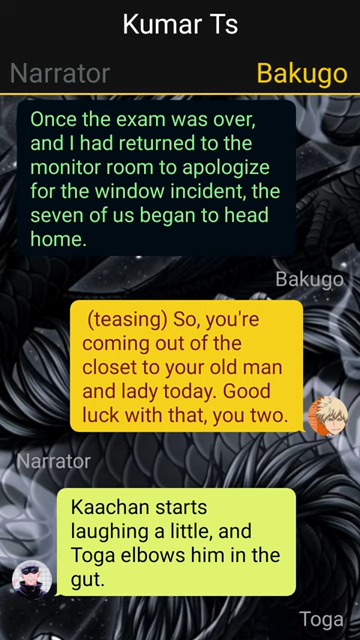 Kumar Ts
Narrator Bakugo
Once the exam was over,
and I had returned to the
monitor room to apologize
for the window incident, the
seven of us began to head
home.
Bakugo
(teasing) So, you're
coming out of the
closet to your old man
and lady today. Good
luck with that, you two.
Narrator
Kaachan starts
laughing a little, and
Toga elbows him in the
gut.
Toga